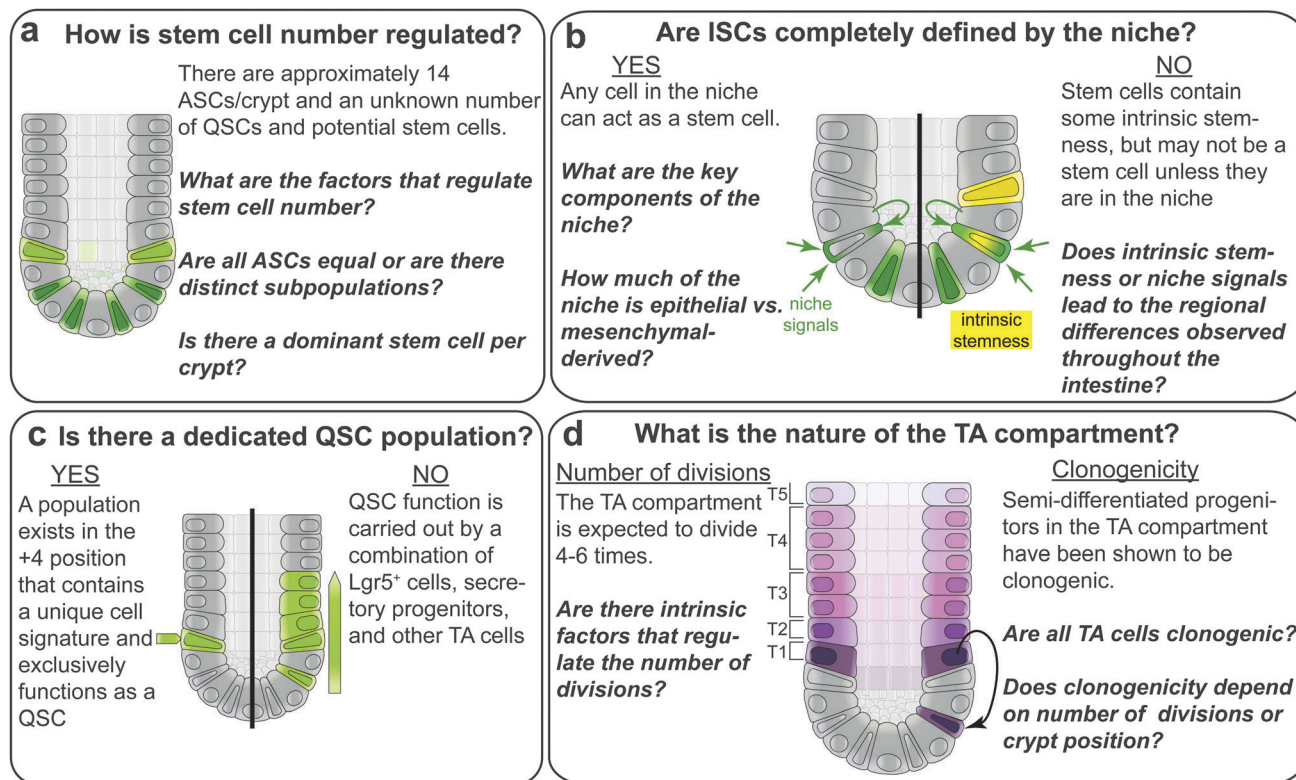 a How is stem cell number regulated?
There are approximately 14
ASCs/crypt and an unknown number
of QSCs and potential stem cells.
What are the factors that regulate
stem cell number?
Are all ASCs equal or are there
distinct subpopulations?
Is there a dominant stem cell per
crypt?
b Are ISCs completely defined by the niche?
YES
Any cell in the niche
can act as a stem cell.
What are the key
components of the
niche?
How much of the
niche is epithelial vs.
mesenchymal-
derived?
niche
signals
intrinsic
stemness
NO
Stem cells contain
some intrinsic stem-
ness, but may not be a
stem cell unless they
are in the niche
Does intrinsic stem-
ness or niche signals
lead to the regional
differences observed
throughout the
intestine?
c Is there a dedicated QSC population?
YES
A population
exists in the
+4 position
that contains
a unique cell
signature and
exclusively
functions as a
QSC
NO
QSC function is
carried out by a
combination of
Lgr5⁺ cells, secre-
tory progenitors,
and other TA cells
d What is the nature of the TA compartment?
Number of divisions
The TA compartment
is expected to divide
4-6 times.
Are there intrinsic
factors that regu-
late the number of
divisions?
T5
T4
T3
T2
T1
Clonogenicity
Semi-differentiated progeni-
tors in the TA compartment
have been shown to be
clonogenic.
Are all TA cells clonogenic?
Does clonogenicity depend
on number of divisions or
crypt position?